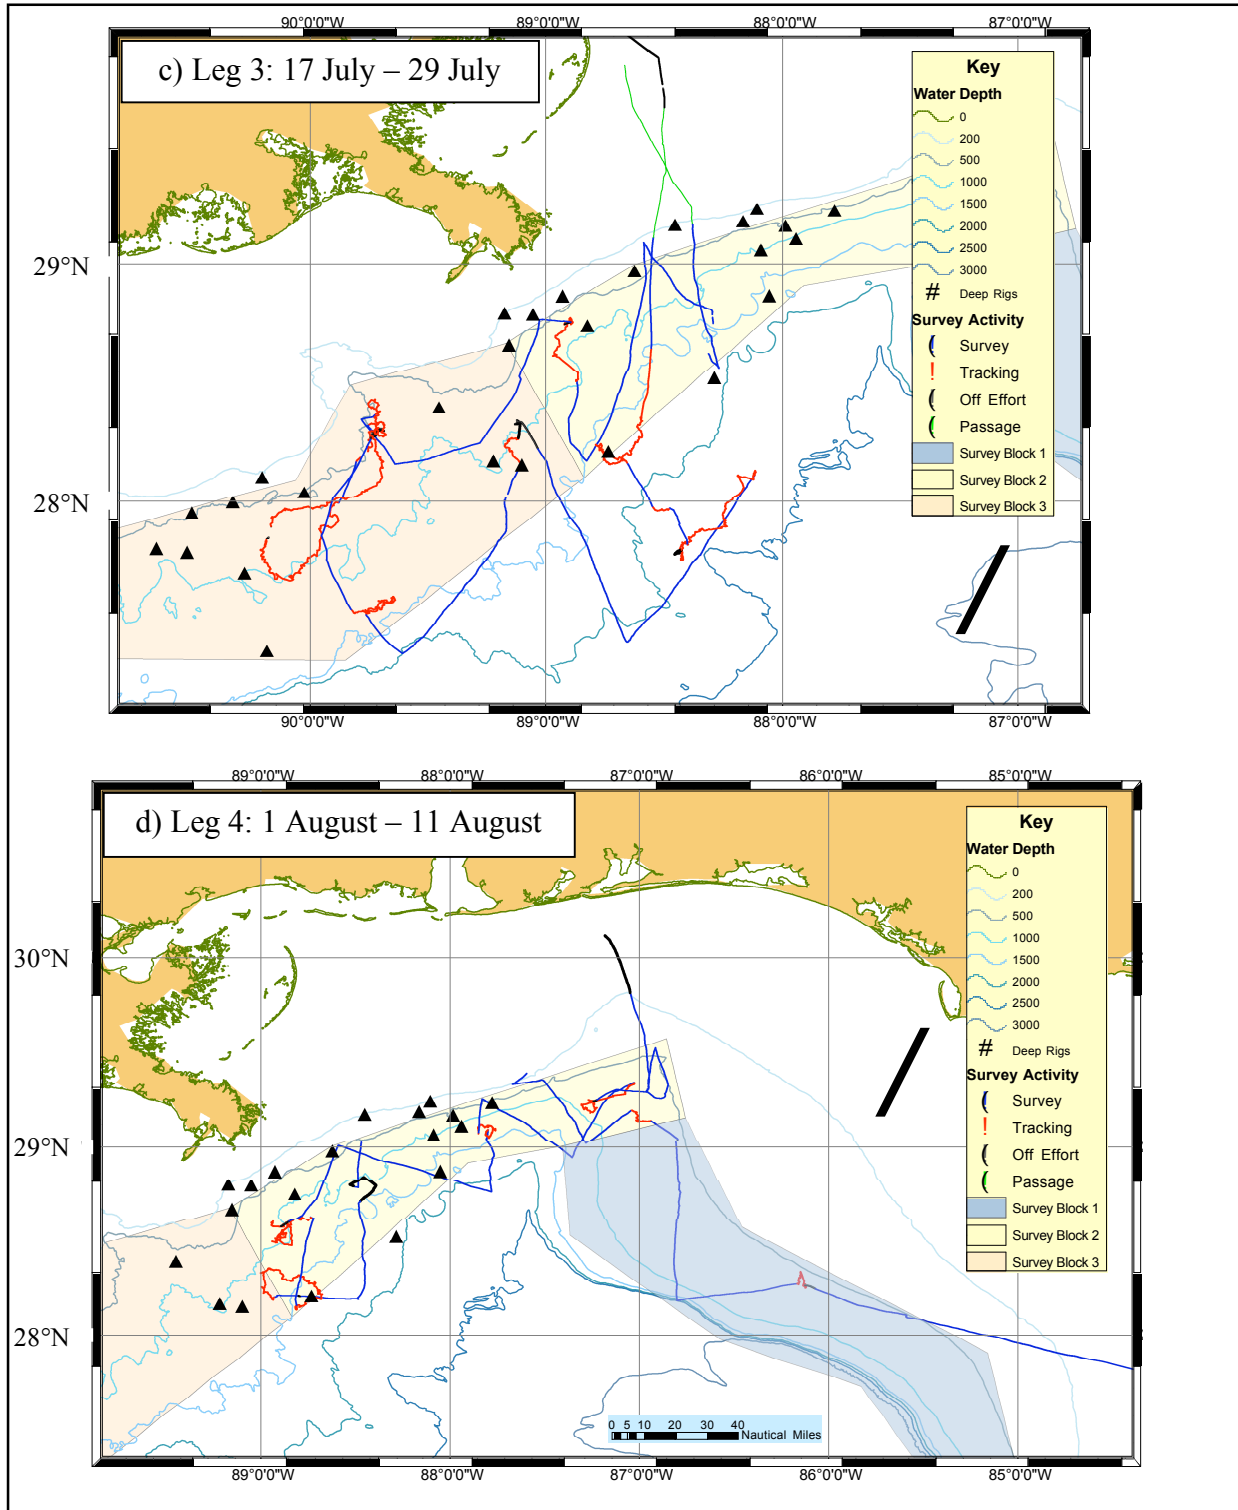 90°0'0"W 89°0'0"W 88°0'0"W 87°0'0"W
c) Leg 3: 17 July – 29 July
Key
Water Depth
0
200
500
1000
1500
2000
2500
3000
# Deep Rigs
Survey Activity
Survey
Tracking
Off Effort
Passage
Survey Block 1
Survey Block 2
Survey Block 3
29°N
28°N
90°0'0"W 89°0'0"W 88°0'0"W 87°0'0"W
89°0'0"W 88°0'0"W 87°0'0"W 86°0'0"W 85°0'0"W
d) Leg 4: 1 August – 11 August
Key
Water Depth
0
200
500
1000
1500
2000
2500
3000
# Deep Rigs
Survey Activity
Survey
Tracking
Off Effort
Passage
Survey Block 1
Survey Block 2
Survey Block 3
30°N
29°N
28°N
0 5 10 20 30 40
Nautical Miles
89°0'0"W 88°0'0"W 87°0'0"W 86°0'0"W 85°0'0"W